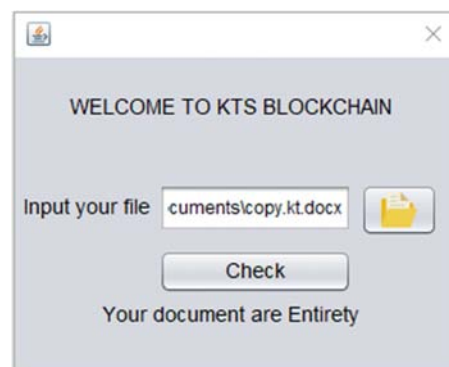 WELCOME TO KTS BLOCKCHAIN
Input your file cuments\copy.kt.docx
Check
Your document are Entirety